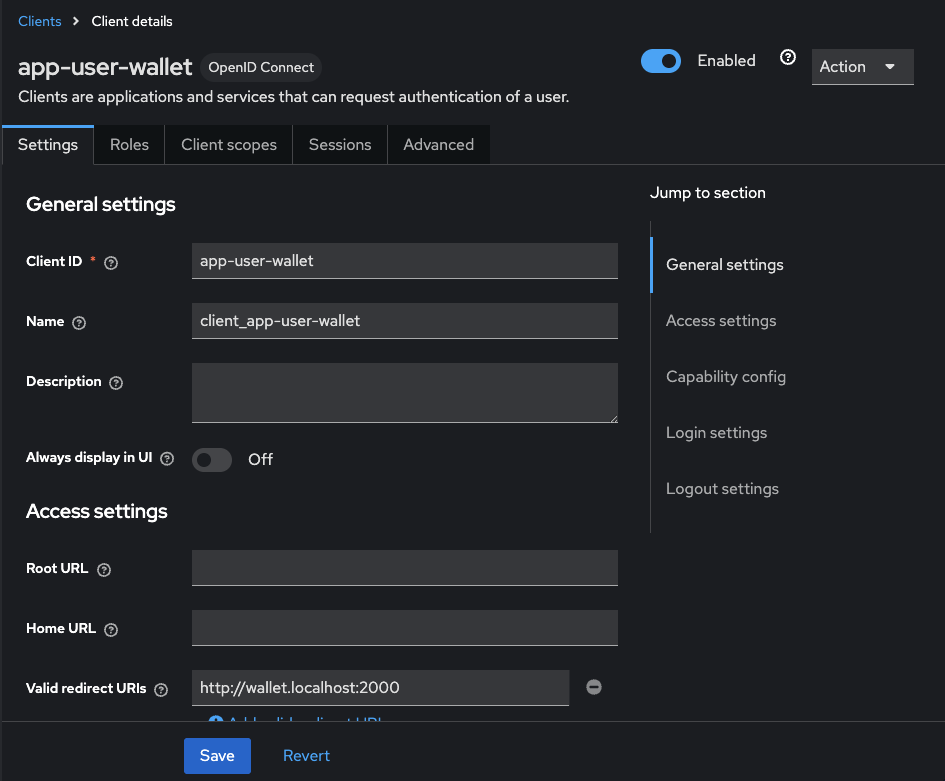 Clients > Client details
app-user-wallet OpenID Connect
Enabled
Action
Clients are applications and services that can request authentication of a user.
Settings Roles Client scopes Sessions Advanced
General settings
Client ID *
app-user-wallet
Name
client_app-user-wallet
Description
Always display in UI
Off
Access settings
Root URL
Home URL
Valid redirect URIs
http://wallet.localhost:2000
Jump to section
General settings
Access settings
Capability config
Login settings
Logout settings
Save Revert